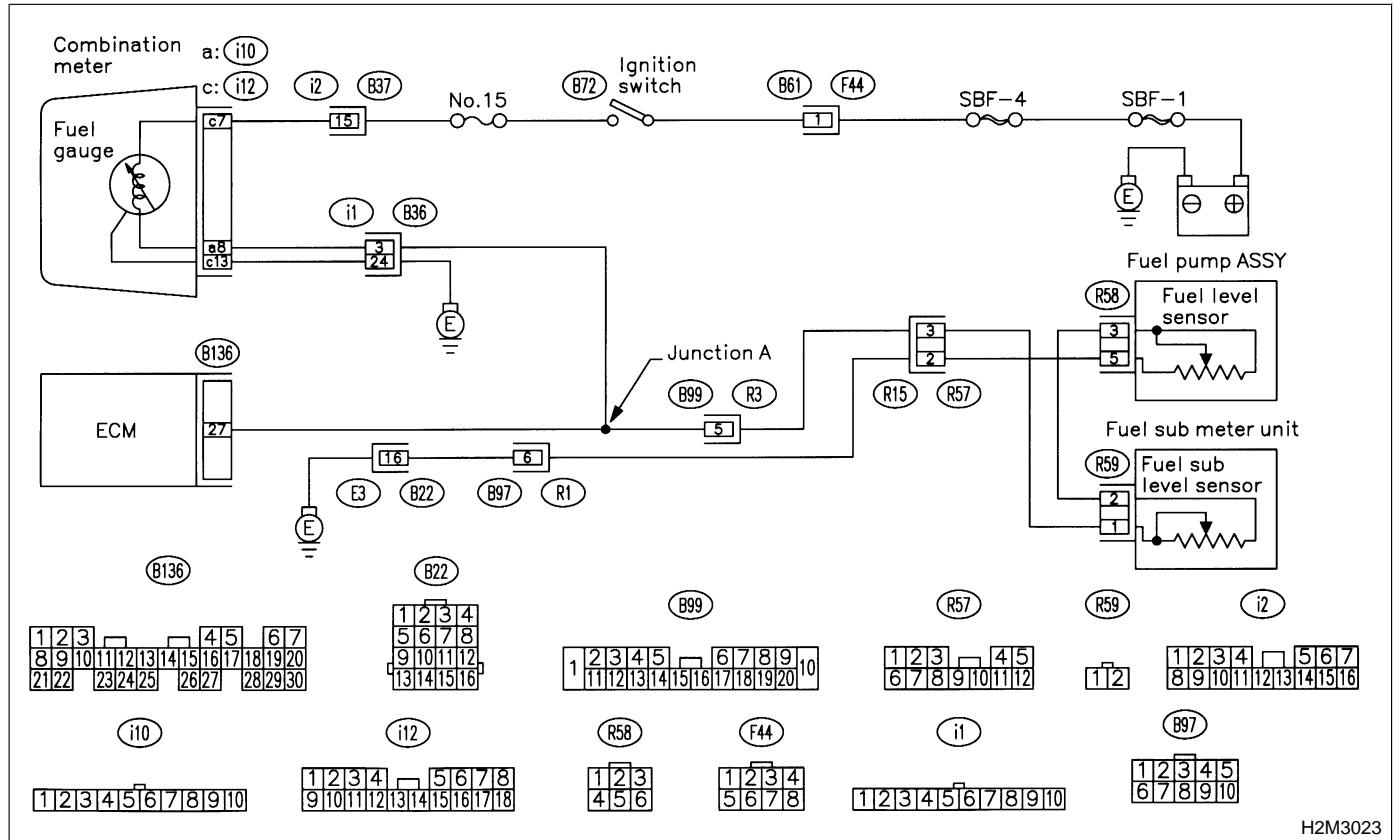 Combination meter
a: i10
c: i12
i2
B37
No.15
B72
Ignition switch
B61
F44
SBF-4
SBF-1
c7
15
1
Fuel gauge
E
⊖
⊕
i1
B36
a8
3
c13
24
E
Fuel pump ASSY
R58
Fuel level sensor
3
5
3
2
R15
R57
B136
Junction A
B99
R3
ECM
27
5
Fuel sub meter unit
R59
Fuel sub level sensor
2
1
16
6
E3
B22
B97
R1
E
B136
1 2 3 4 5 6 7
8 9 10 11 12 13 14 15 16 17 18 19 20
21 22 23 24 25 26 27 28 29 30
B22
1 2 3 4
5 6 7 8
9 10 11 12
13 14 15 16
B99
1 2 3 4 5 6 7 8 9 10
11 12 13 14 15 16 17 18 19 20
R57
1 2 3 4 5
6 7 8 9 10 11 12
R59
1 2
i2
1 2 3 4 5 6 7
8 9 10 11 12 13 14 15 16
i10
1 2 3 4 5 6 7 8 9 10
i12
1 2 3 4 5 6 7 8
9 10 11 12 13 14 15 16 17 18
R58
1 2 3
4 5 6
F44
1 2 3 4
5 6 7 8
i1
1 2 3 4 5 6 7 8 9 10
B97
1 2 3 4 5
6 7 8 9 10
H2M3023